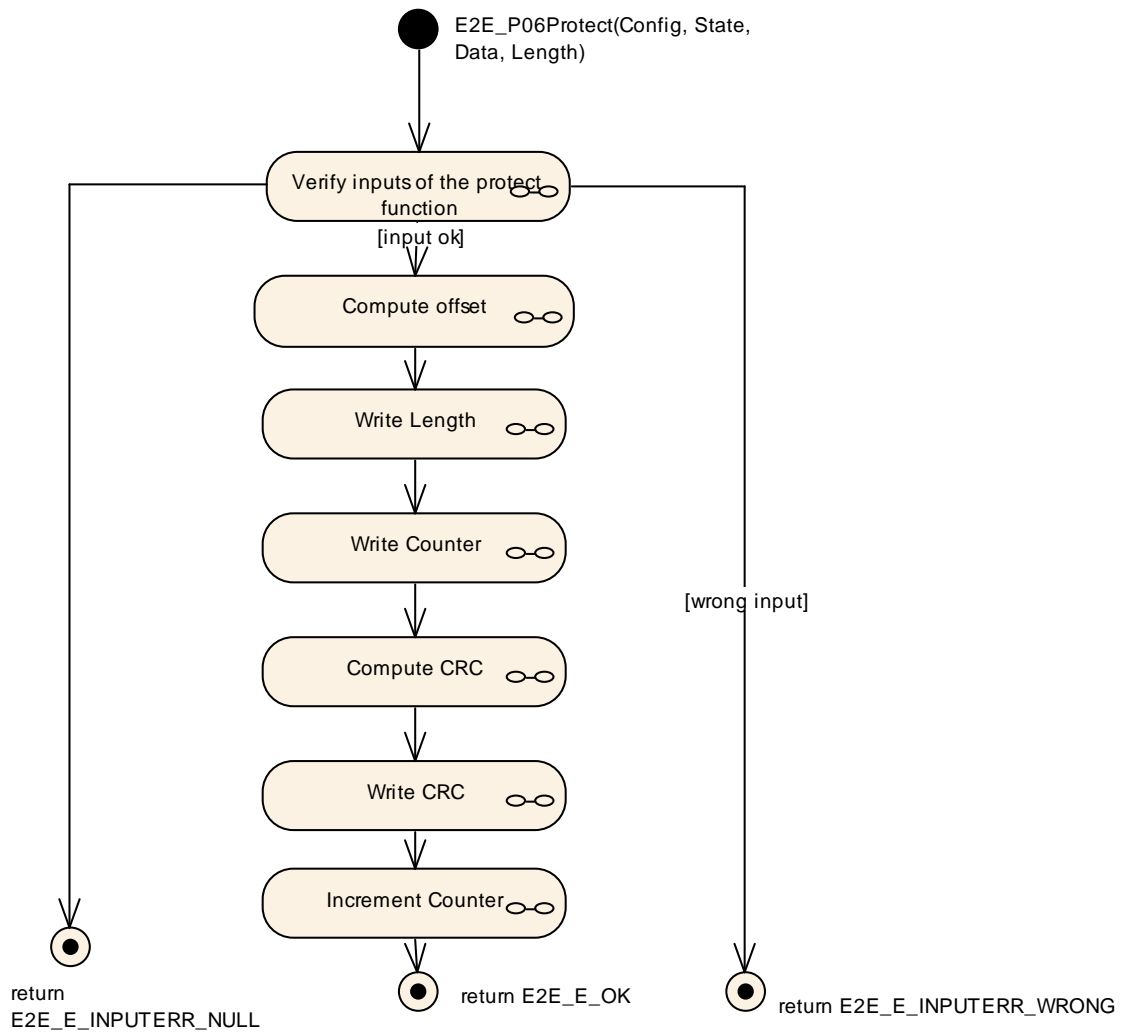 E2E_P06Protect(Config, State,
Data, Length)
Verify inputs of the protect
function
[input ok]
Compute offset
Write Length
Write Counter
[wrong input]
Compute CRC
Write CRC
Increment Counter
return
E2E_E_INPUTERR_NULL
return E2E_E_OK
return E2E_E_INPUTERR_WRONG